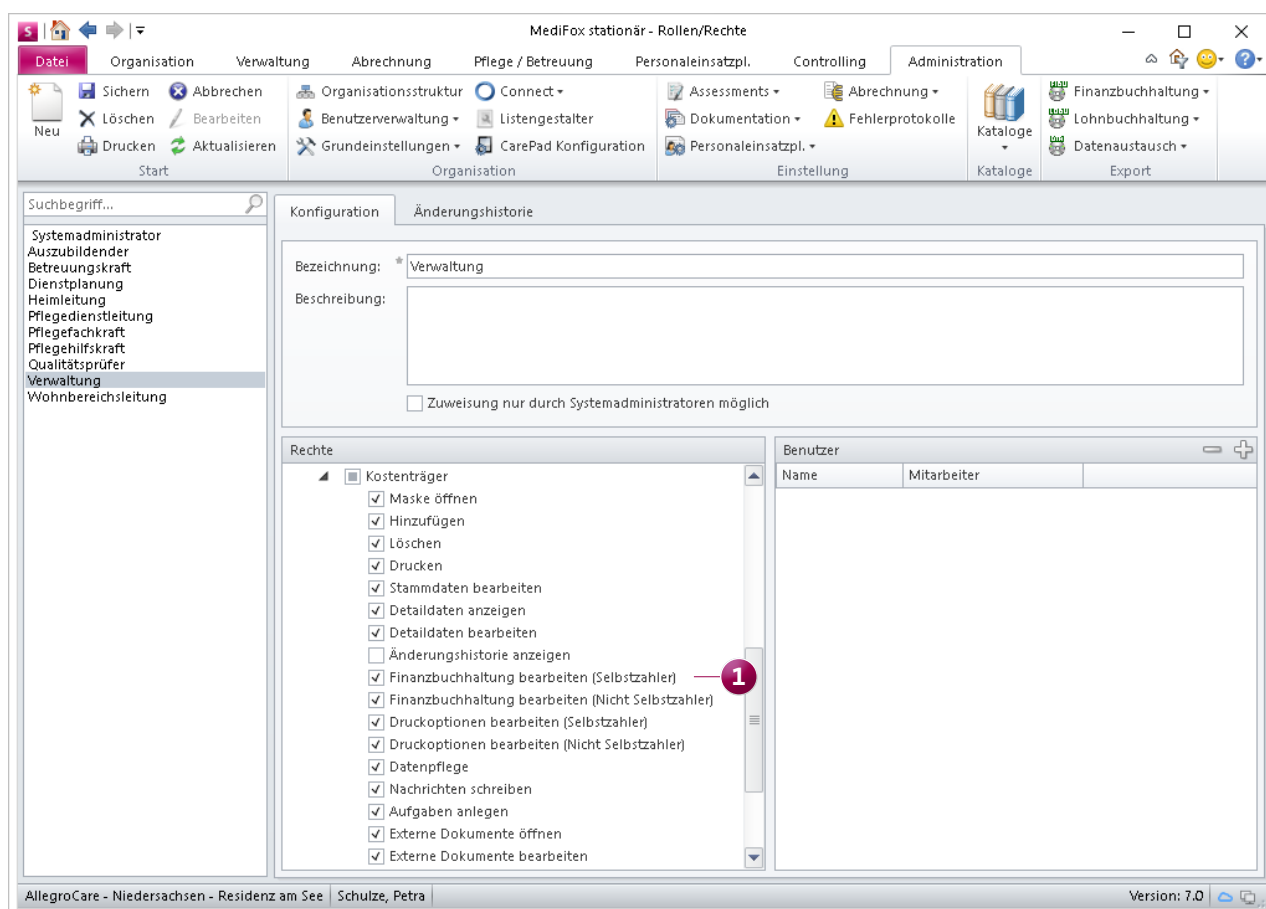 S
MediFox stationär - Rollen/Rechte
Datei Organisation Verwaltung Abrechnung Pflege / Betreuung Personaleinsatzpl. Controlling Administration
Neu
Sichern Abbrechen
Löschen Bearbeiten
Drucken Aktualisieren
Start
Organisationsstruktur Connect
Benutzerverwaltung Listengestalter
Grundeinstellungen CarePad Konfiguration
Organisation
Assessments Abrechnung
Dokumentation Fehlerprotokolle
Personaleinsatzpl.
Einstellung
Kataloge
Kataloge
Finanzbuchhaltung
Lohnbuchhaltung
Datenaustausch
Export
Suchbegriff...
Systemadministrator
Auszubildender
Betreuungskraft
Dienstplanung
Heimleitung
Pflegedienstleitung
Pflegefachkraft
Pflegehilfskraft
Qualitätsprüfer
Verwaltung
Wohnbereichsleitung
Konfiguration Änderungshistorie
Bezeichnung: * Verwaltung
Beschreibung:
Zuweisung nur durch Systemadministratoren möglich
Rechte
Kostenträger
Maske öffnen
Hinzufügen
Löschen
Drucken
Stammdaten bearbeiten
Detaildaten anzeigen
Detaildaten bearbeiten
Änderungshistorie anzeigen
Finanzbuchhaltung bearbeiten (Selbstzahler)
1
Finanzbuchhaltung bearbeiten (Nicht Selbstzahler)
Druckoptionen bearbeiten (Selbstzahler)
Druckoptionen bearbeiten (Nicht Selbstzahler)
Datenpflege
Nachrichten schreiben
Aufgaben anlegen
Externe Dokumente öffnen
Externe Dokumente bearbeiten
Benutzer
Name Mitarbeiter
AllegroCare - Niedersachsen - Residenz am See Schulze, Petra Version: 7.0